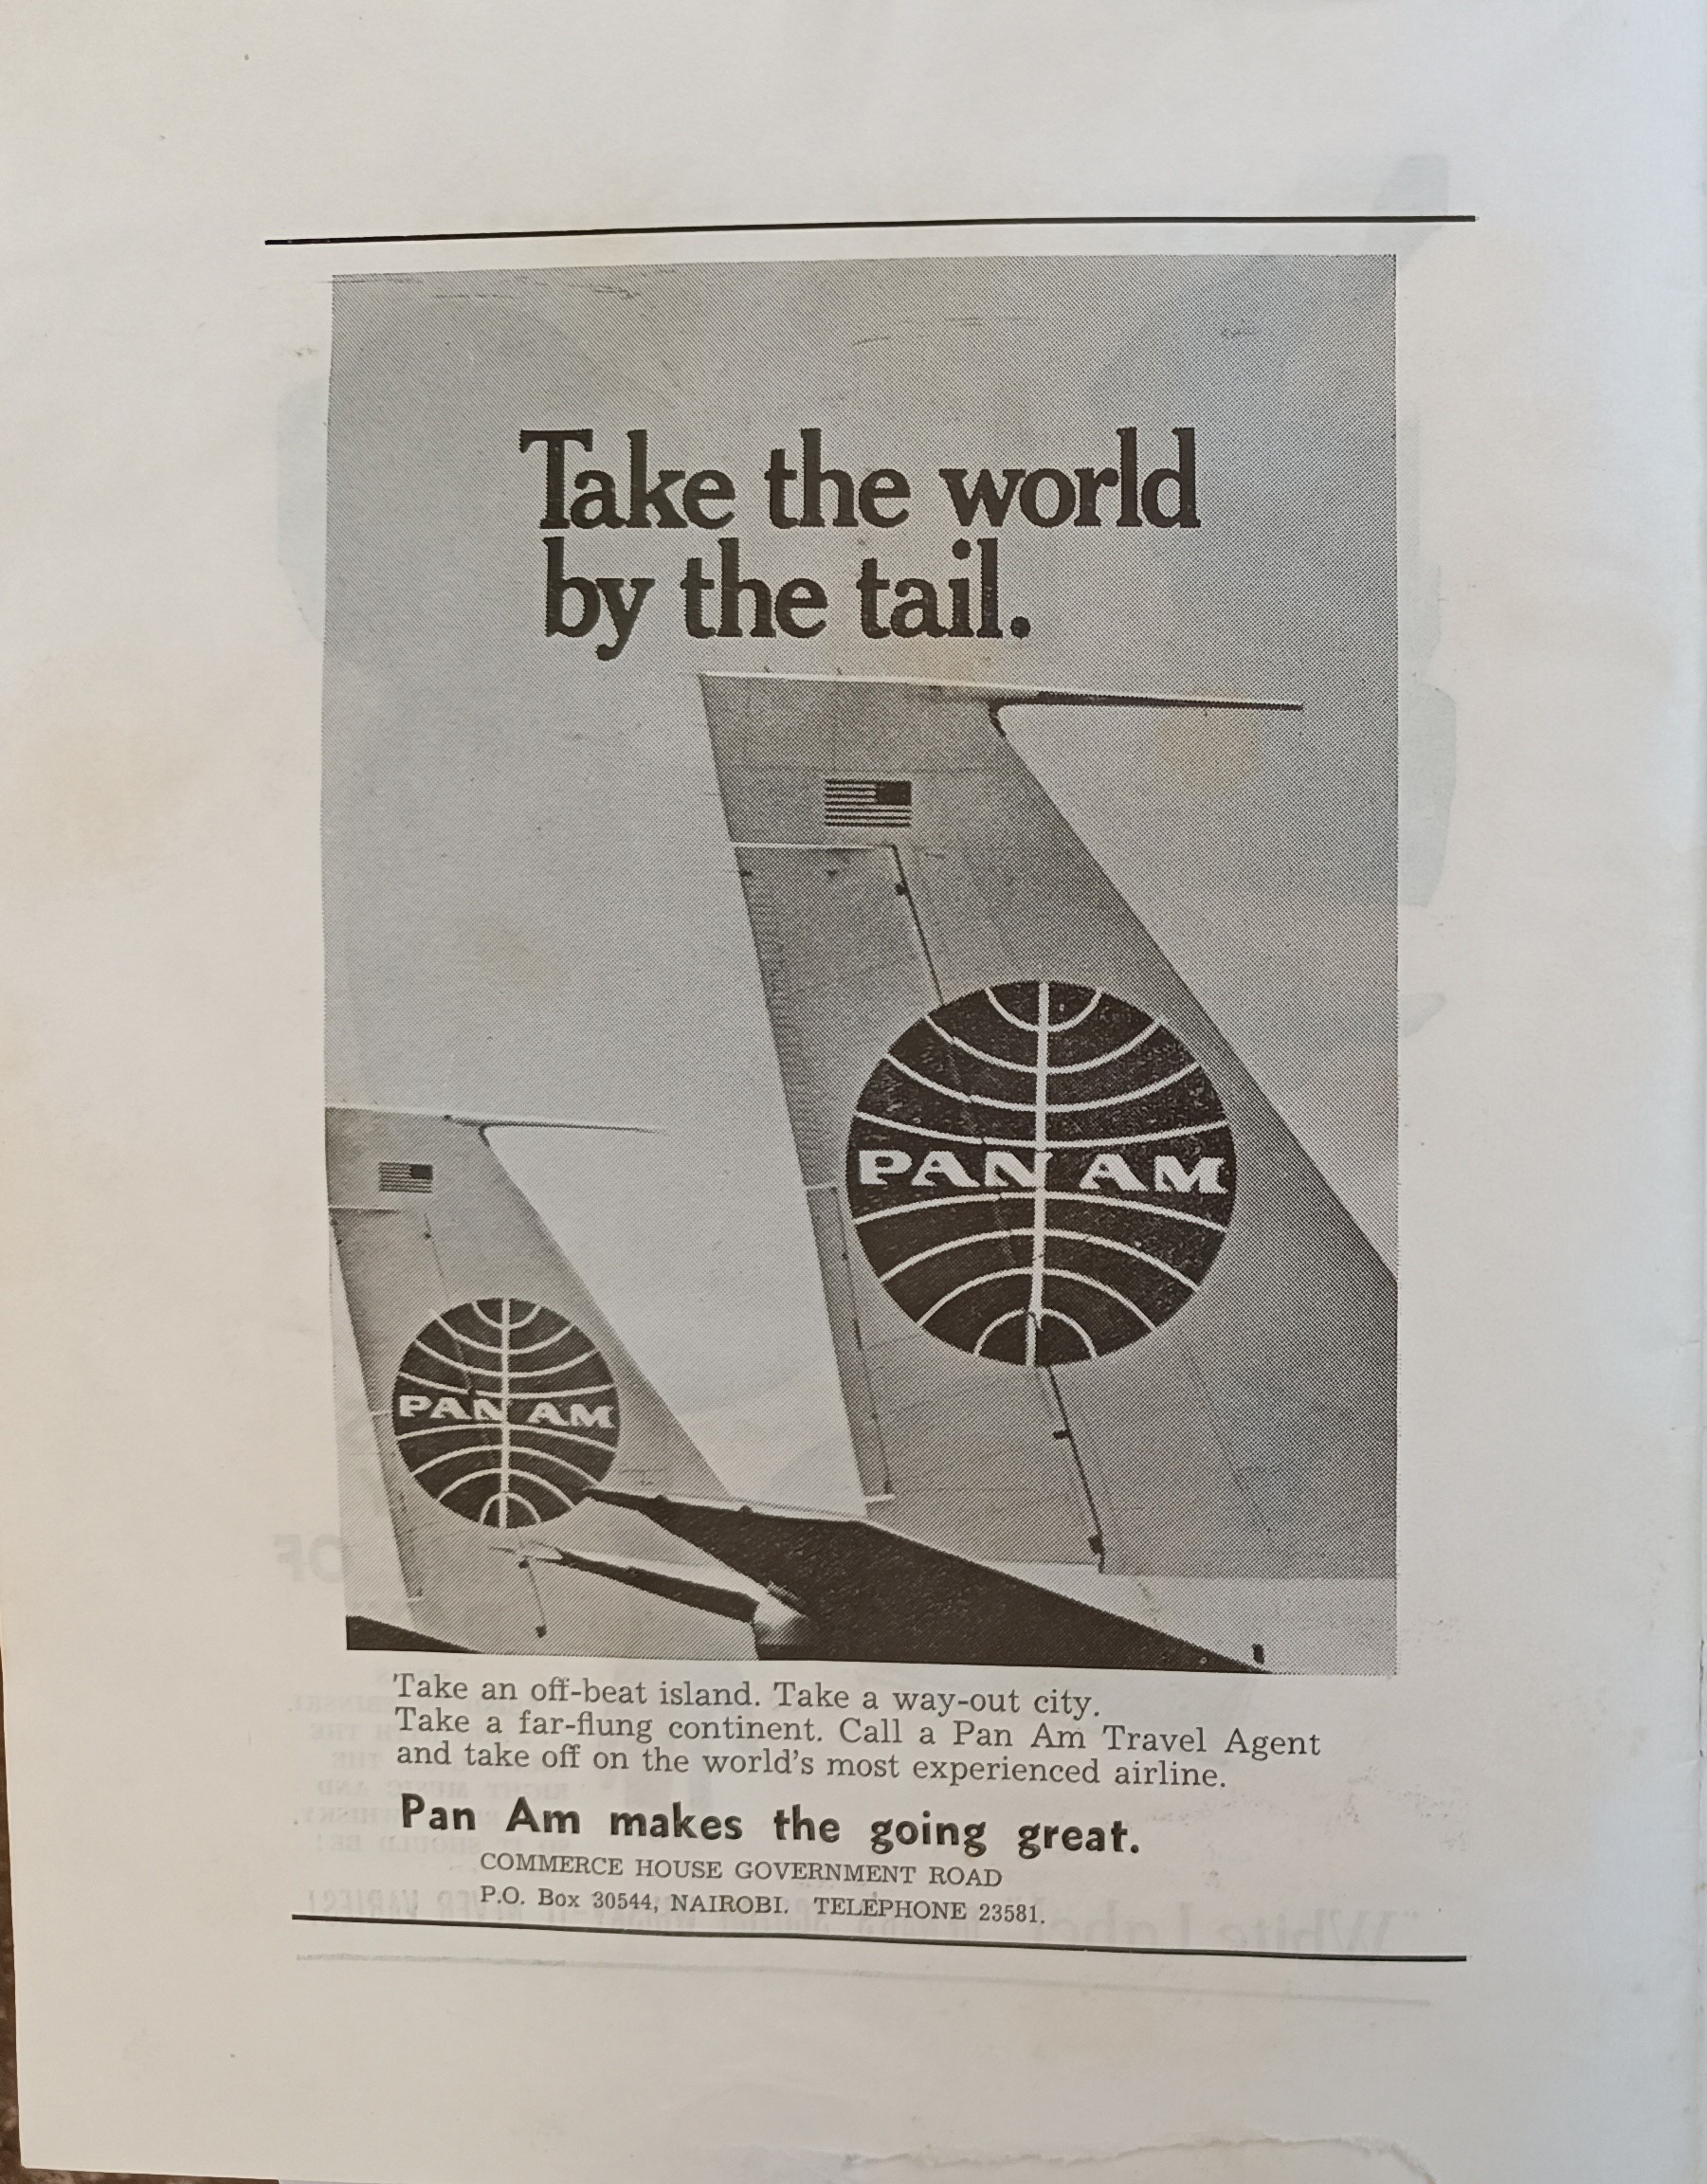 Take the world
by the tail.
PAN AM
PAN AM
Take an off-beat island. Take a way-out city.
Take a far-flung continent. Call a Pan Am Travel Agent
and take off on the world's most experienced airline.
Pan Am makes the going great.
COMMERCE HOUSE GOVERNMENT ROAD
P.O. Box 30544, NAIROBI. TELEPHONE 23581.